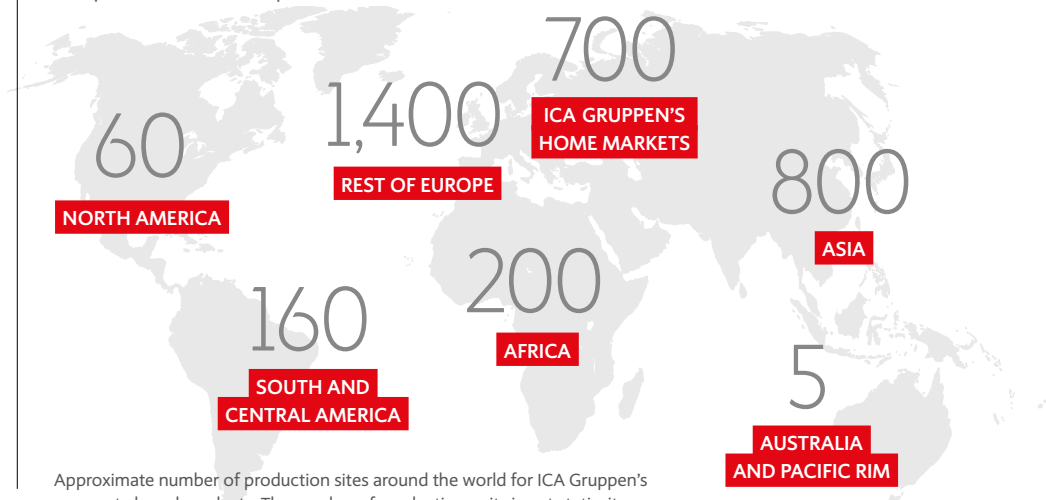 700
ICA GRUPPEN'S
HOME MARKETS
1,400
REST OF EUROPE
60
NORTH AMERICA
800
ASIA
200
AFRICA
160
SOUTH AND
CENTRAL AMERICA
5
AUSTRALIA
AND PACIFIC RIM
Approximate number of production sites around the world for ICA Gruppen's